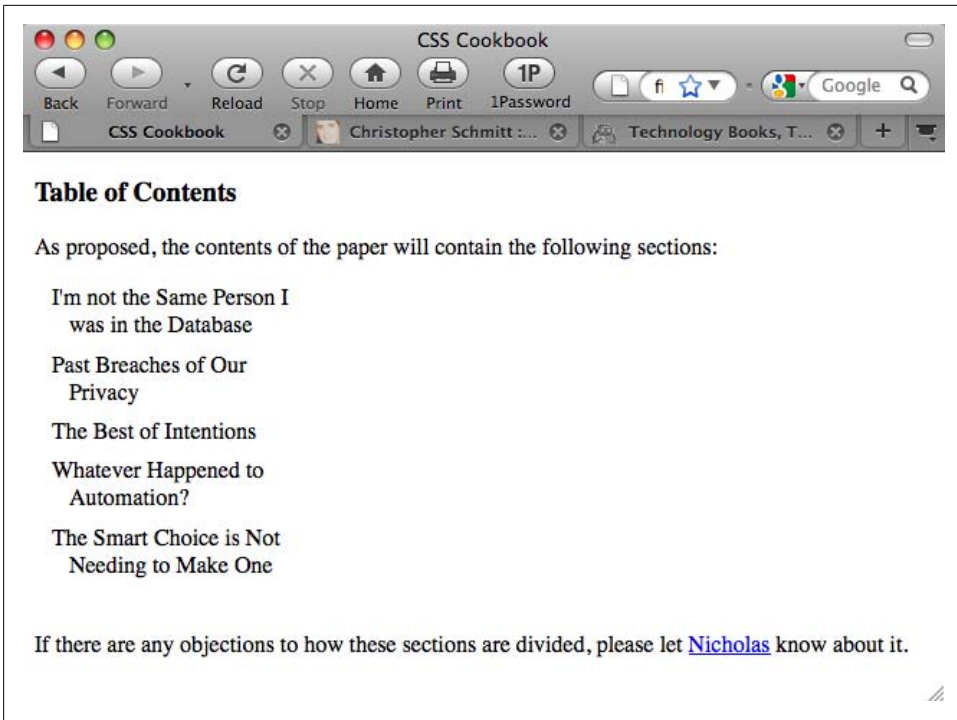 CSS Cookbook
1P
fi
Google
Back Forward Reload Stop Home Print 1Password
CSS Cookbook Christopher Schmitt :... Technology Books, T... +
Table of Contents
As proposed, the contents of the paper will contain the following sections:
I'm not the Same Person I
was in the Database
Past Breaches of Our
Privacy
The Best of Intentions
Whatever Happened to
Automation?
The Smart Choice is Not
Needing to Make One
If there are any objections to how these sections are divided, please let Nicholas know about it.